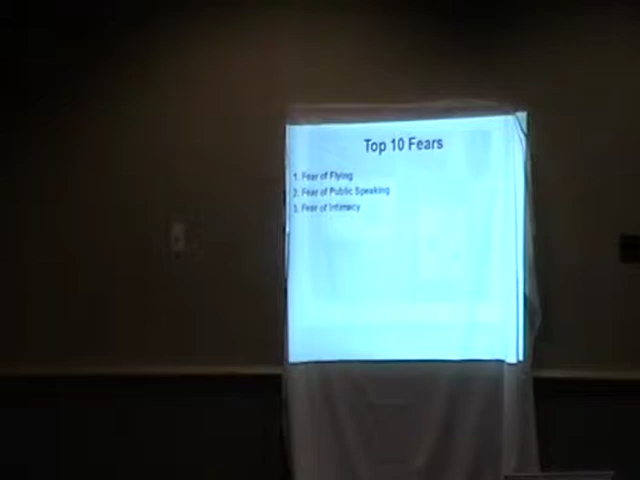 Top 10 Fears
1. Fear of Flying
2. Fear of Public Speaking
3. Fear of Intimacy